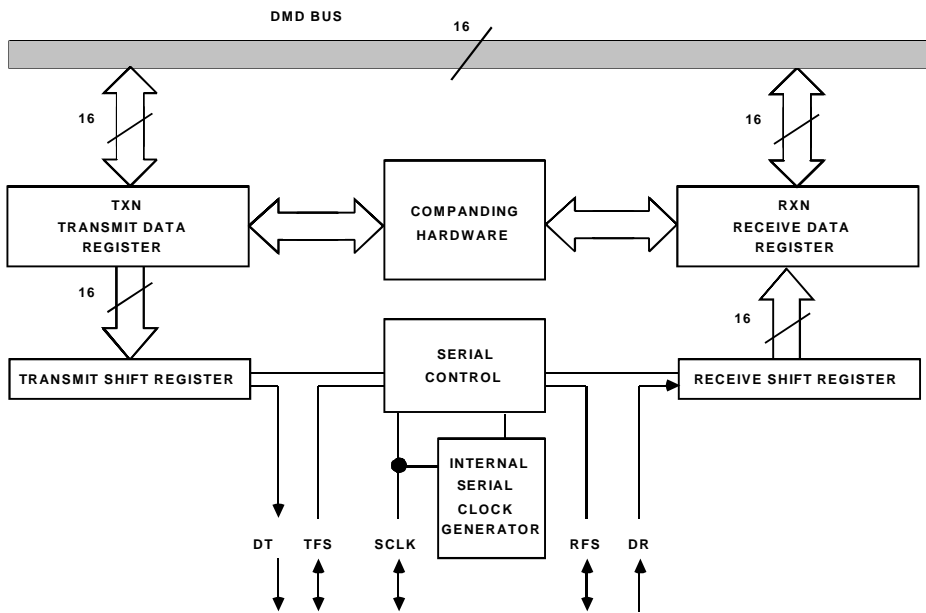 DMD BUS
16
16
16
TXN
TRANSMIT DATA
REGISTER
COMPANDING
HARDWARE
RXN
RECEIVE DATA
REGISTER
16
16
TRANSMIT SHIFT REGISTER
SERIAL
CONTROL
RECEIVE SHIFT REGISTER
INTERNAL
SERIAL
CLOCK
GENERATOR
DT
TFS
SCLK
RFS
DR